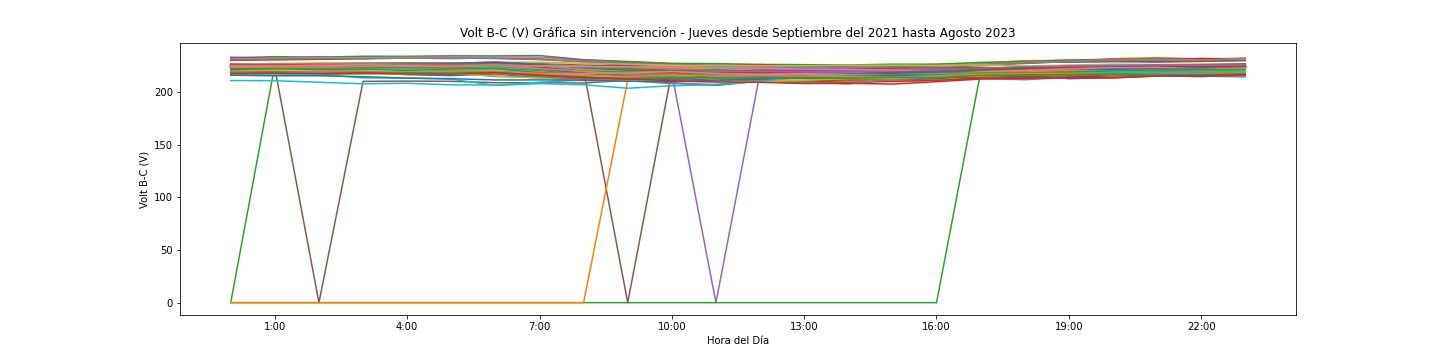 Volt B-C (V) Gráfica sin intervención - Jueves desde Septiembre del 2021 hasta Agosto 2023
Volt B-C (V)
200
150
100
50
0
1:00 4:00 7:00 10:00 13:00 16:00 19:00 22:00
Hora del Día